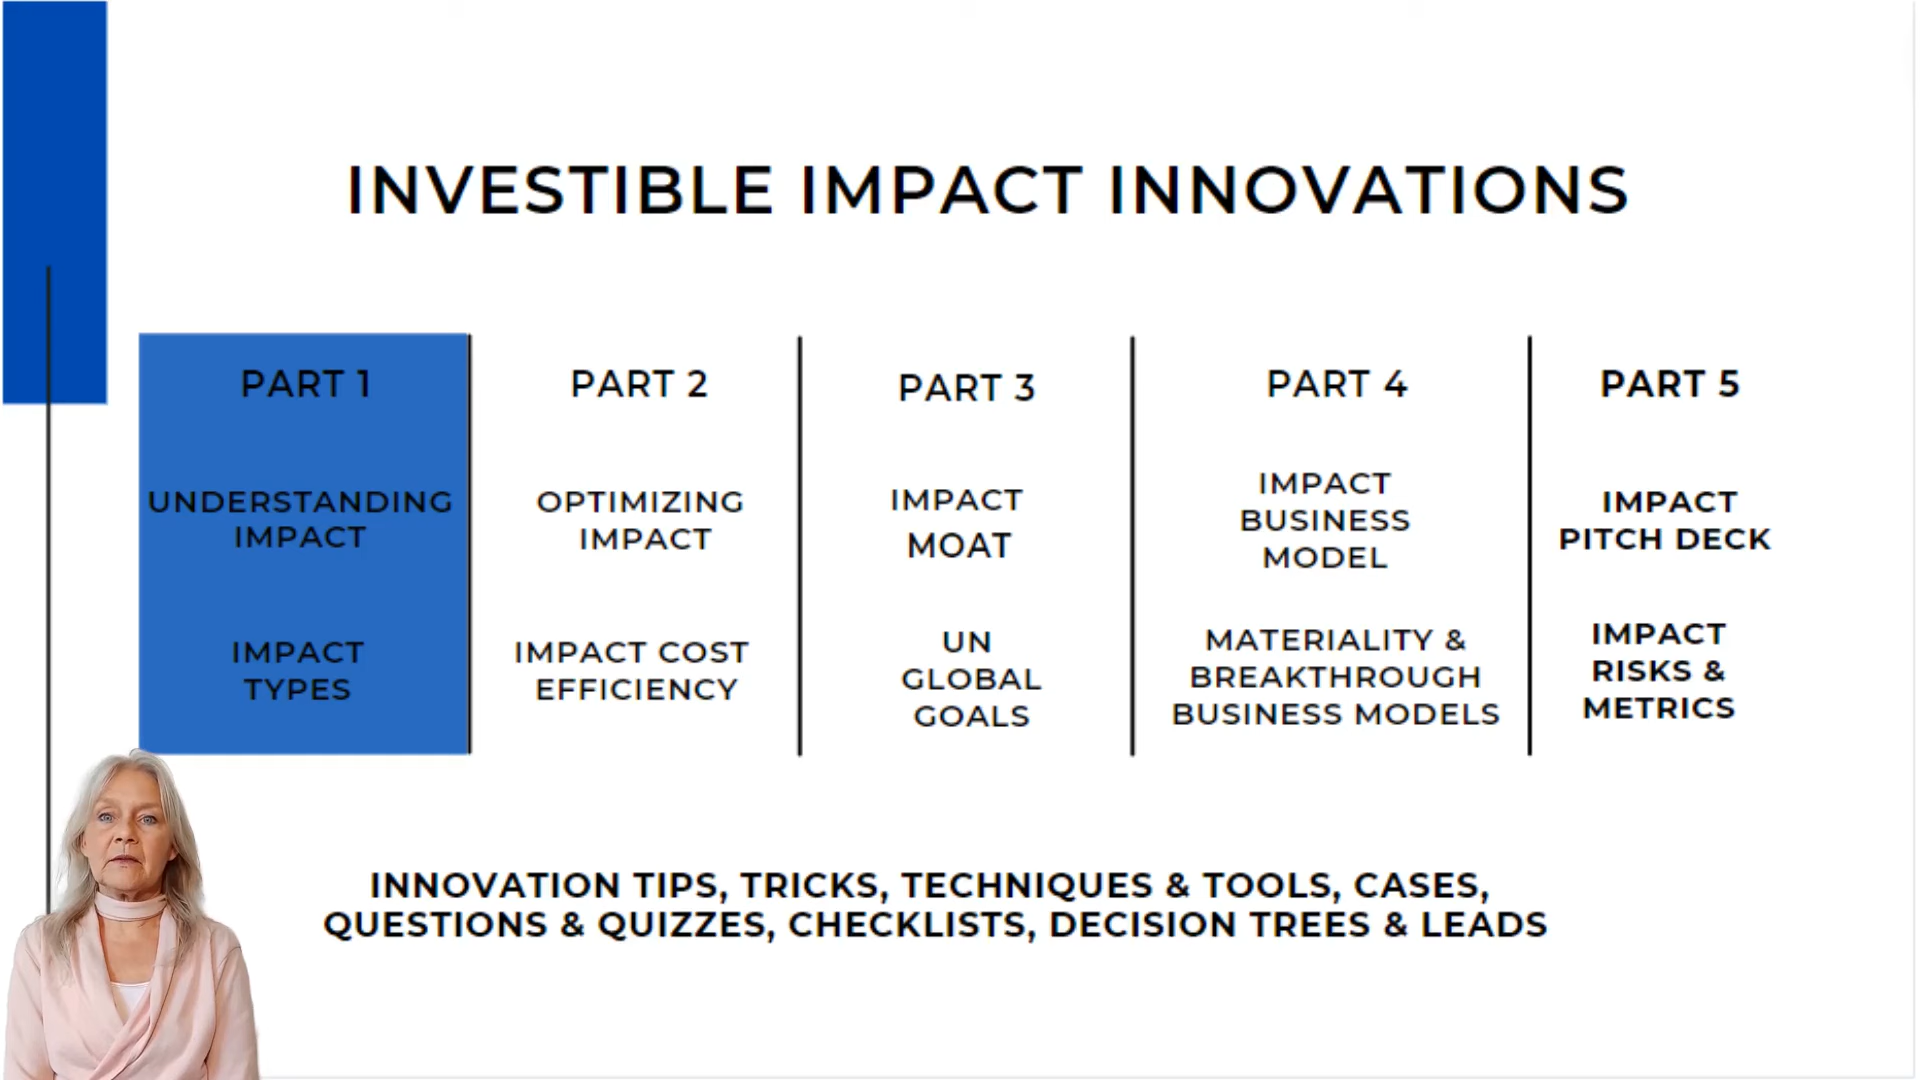 INVESTIBLE IMPACT INNOVATIONS
PART 1
UNDERSTANDING
IMPACT
IMPACT
TYPES
PART 2
OPTIMIZING
IMPACT
IMPACT COST
EFFICIENCY
PART 3
IMPACT
MOAT
UN
GLOBAL
GOALS
PART 4
IMPACT
BUSINESS
MODEL
MATERIALITY &
BREAKTHROUGH
BUSINESS MODELS
PART 5
IMPACT
PITCH DECK
IMPACT
RISKS &
METRICS
INNOVATION TIPS, TRICKS, TECHNIQUES & TOOLS, CASES,
QUESTIONS & QUIZZES, CHECKLISTS, DECISION TREES & LEADS